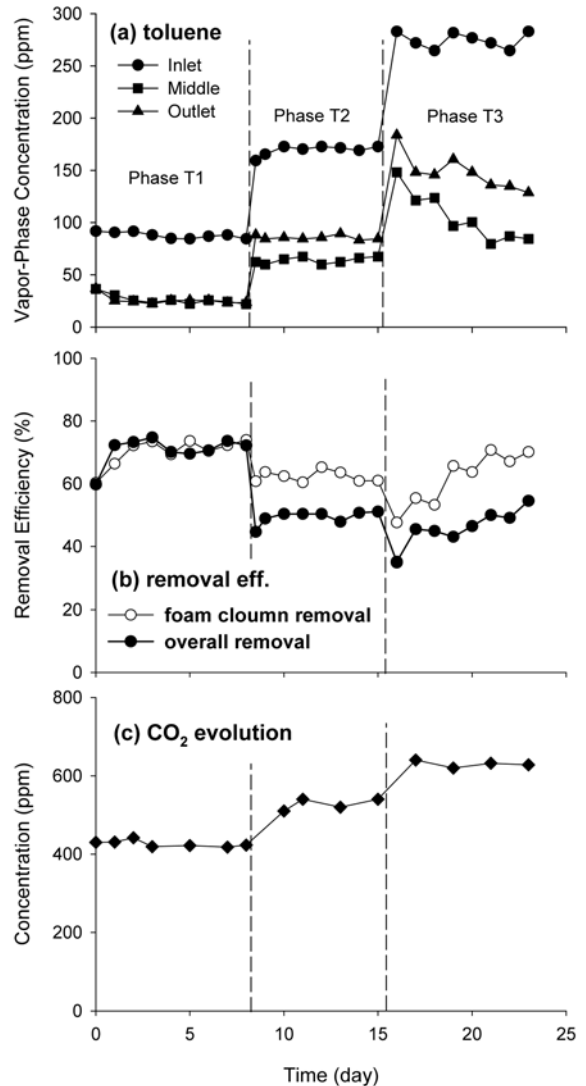 300
(a) toluene
Inlet
Middle
Outlet
250
200
150
100
50
0
Phase T1
Phase T2
Phase T3
Vapor-Phase Concentration (ppm)
100
80
60
40
20
0
Removal Efficiency (%)
(b) removal eff.
foam cloumn removal
overall removal
800
600
400
200
0
(c) CO₂ evolution
Concentration (ppm)
0 5 10 15 20 25
Time (day)